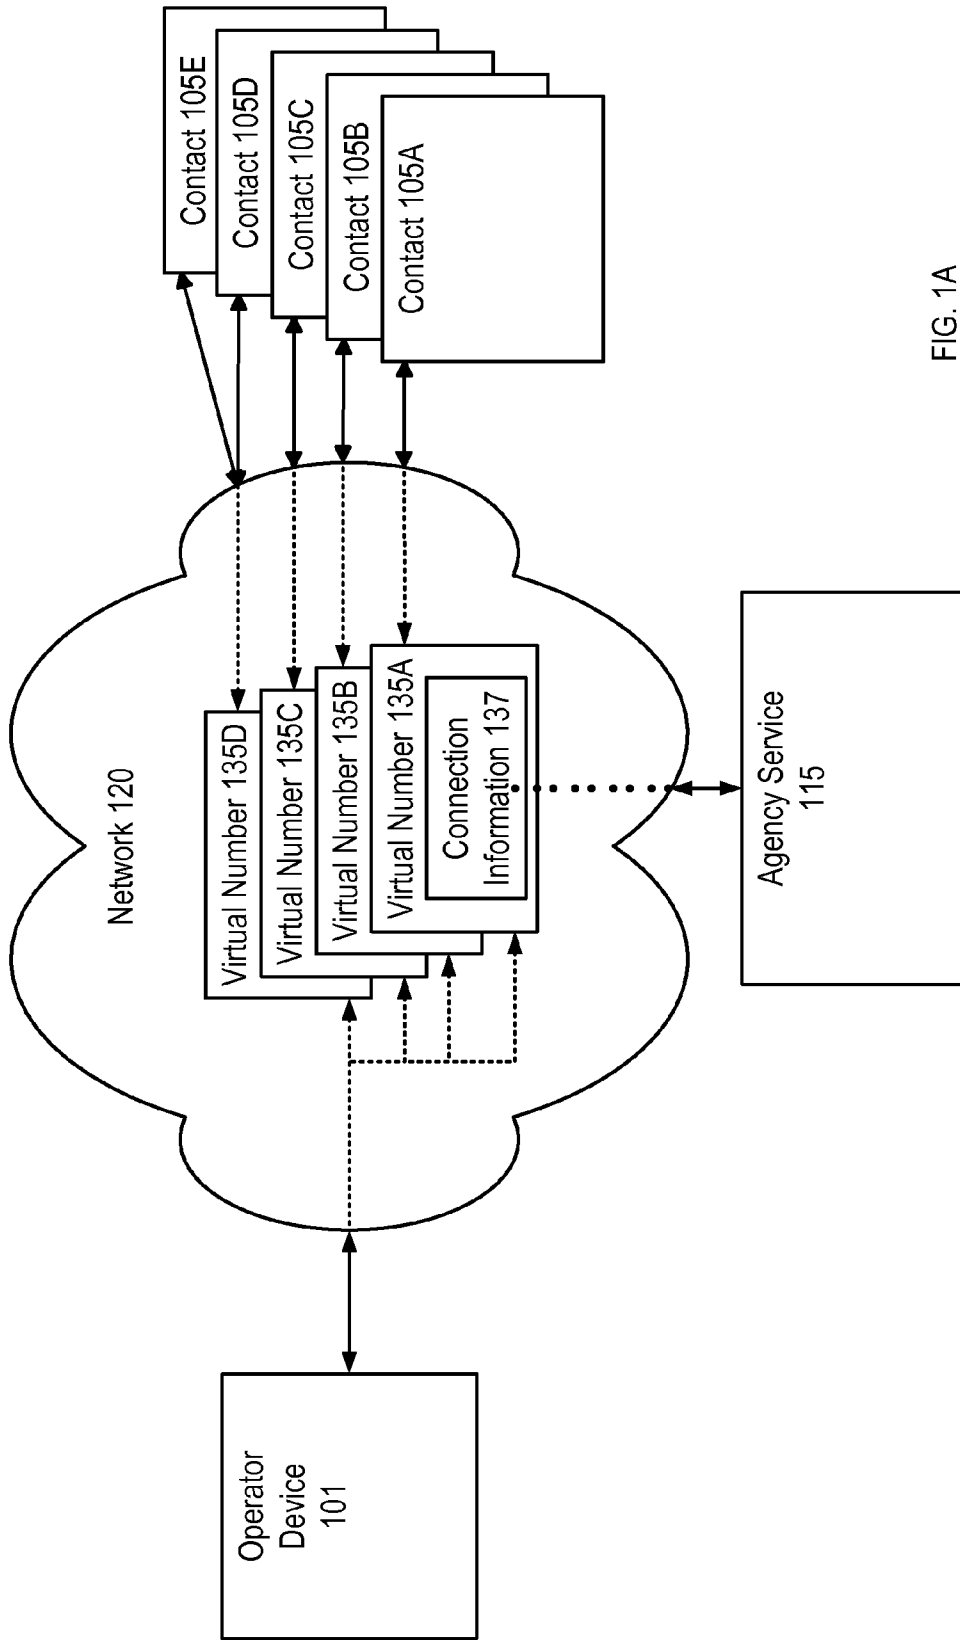 Network 120
Operator
Device
101
Virtual Number 135D
Virtual Number 135C
Virtual Number 135B
Virtual Number 135A
Connection
Information 137
Contact 105E
Contact 105D
Contact 105C
Contact 105B
Contact 105A
Agency Service
115
FIG. 1A